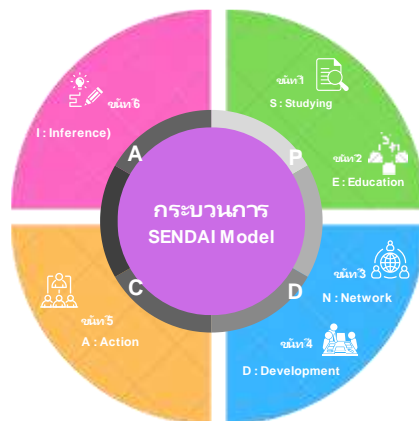 ขั้นที่ 1
S : Studying
ขั้นที่ 2
E : Education
ขั้นที่ 3
N : Network
ขั้นที่ 4
D : Development
ขั้นที่ 5
A : Action
ขั้นที่ 6
I : Inference)
A
P
C
D
กระบวนการ
SENDAI Model